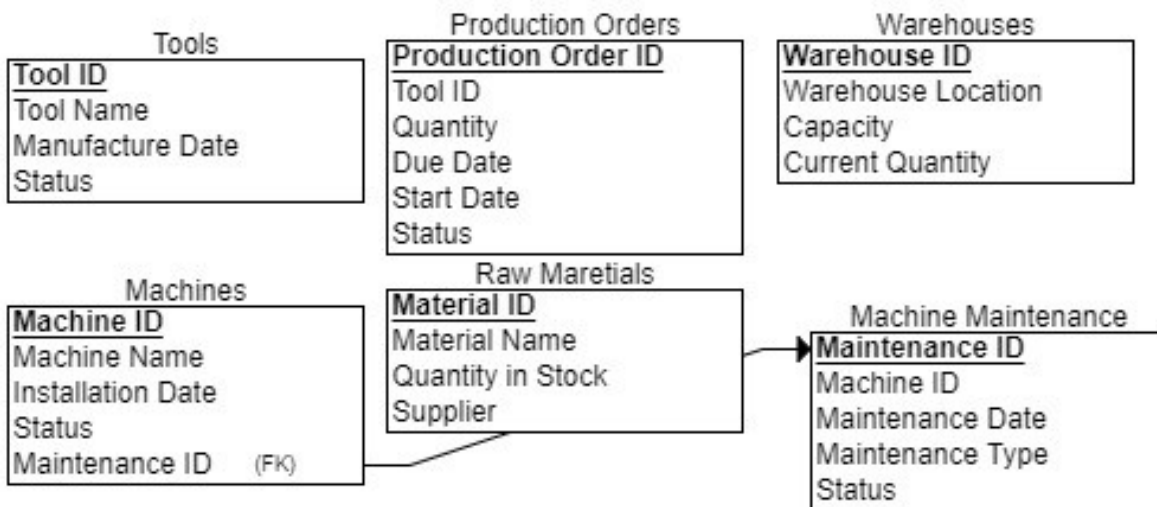 Tools
Tool ID
Tool Name
Manufacture Date
Status
Production Orders
Production Order ID
Tool ID
Quantity
Due Date
Start Date
Status
Warehouses
Warehouse ID
Warehouse Location
Capacity
Current Quantity
Machines
Machine ID
Machine Name
Installation Date
Status
Maintenance ID (FK)
Raw Maretials
Material ID
Material Name
Quantity in Stock
Supplier
Machine Maintenance
Maintenance ID
Machine ID
Maintenance Date
Maintenance Type
Status